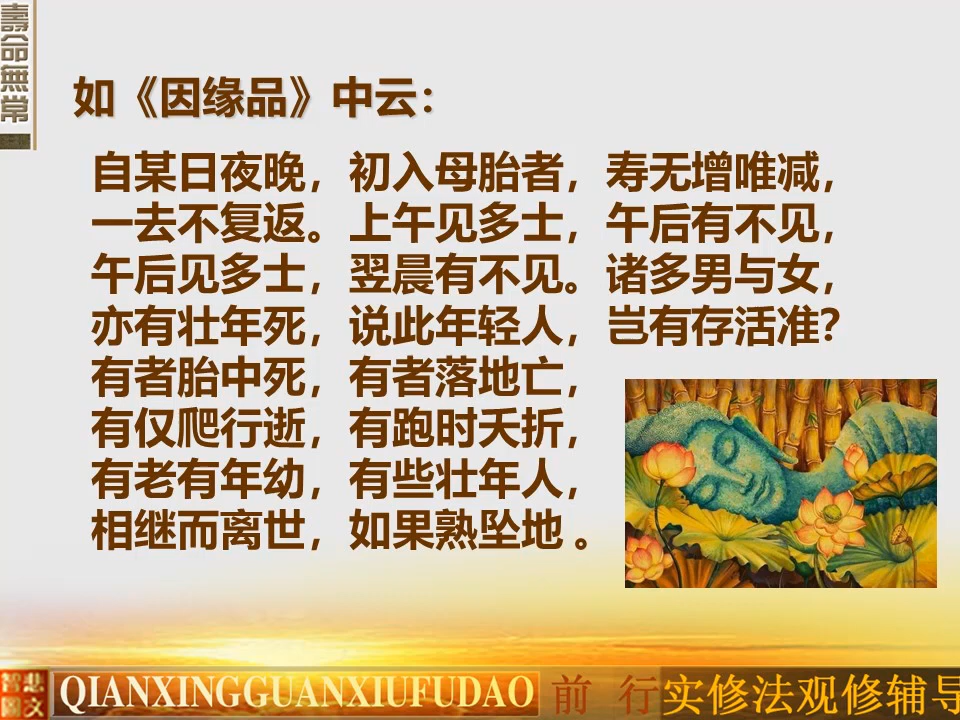 壽命無常
如《因缘品》中云：
自某日夜晚，初入母胎者，寿无增唯减，
一去不复返。上午见多士，午后有不见，
午后见多士，翌晨有不见。诸多男与女，
亦有壮年死，说此年轻人，岂有存活准？
有者胎中死，有者落地亡，
有仅爬行逝，有跑时夭折，
有老有年幼，有些壮年人，
相继而离世，如果熟坠地。
智悲
圆文
QIANXINGGUANXIUFUDAO 前 行实修法观修辅导